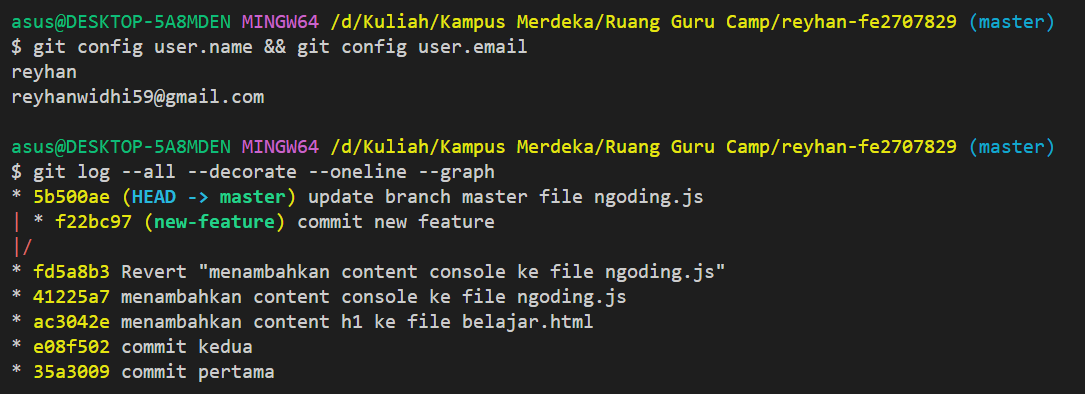 asus@DESKTOP-5A8MDEN MINGW64 /d/Kuliah/Kampus Merdeka/Ruang Guru Camp/reyhan-fe2707829 (master)
$ git config user.name && git config user.email
reyhan
reyhanwidhi59@gmail.com
asus@DESKTOP-5A8MDEN MINGW64 /d/Kuliah/Kampus Merdeka/Ruang Guru Camp/reyhan-fe2707829 (master)
$ git log --all --decorate --oneline --graph
* 5b500ae (HEAD -> master) update branch master file ngoding.js
| * f22bc97 (new-feature) commit new feature
|/
* fd5a8b3 Revert "menambahkan content console ke file ngoding.js"
* 41225a7 menambahkan content console ke file ngoding.js
* ac3042e menambahkan content h1 ke file belajar.html
* e08f502 commit kedua
* 35a3009 commit pertama